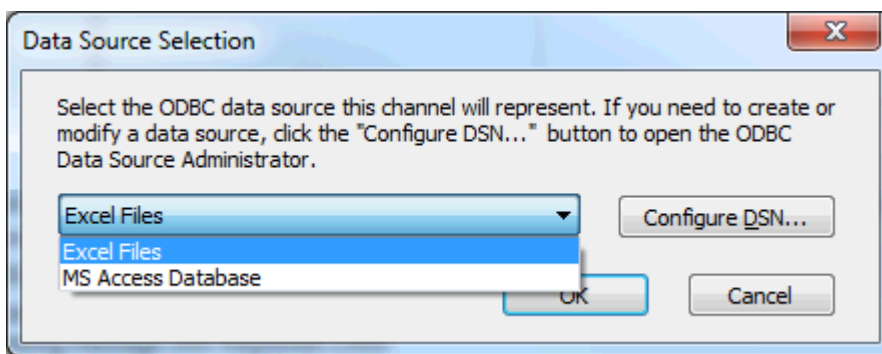 Data Source Selection
Select the ODBC data source this channel will represent. If you need to create or
modify a data source, click the "Configure DSN..." button to open the ODBC
Data Source Administrator.
Excel Files
Configure DSN...
Excel Files
MS Access Database
OK
Cancel